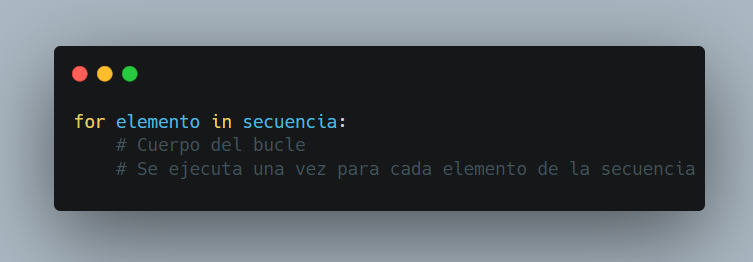 for elemento in secuencia:
    # Cuerpo del bucle
    # Se ejecuta una vez para cada elemento de la secuencia